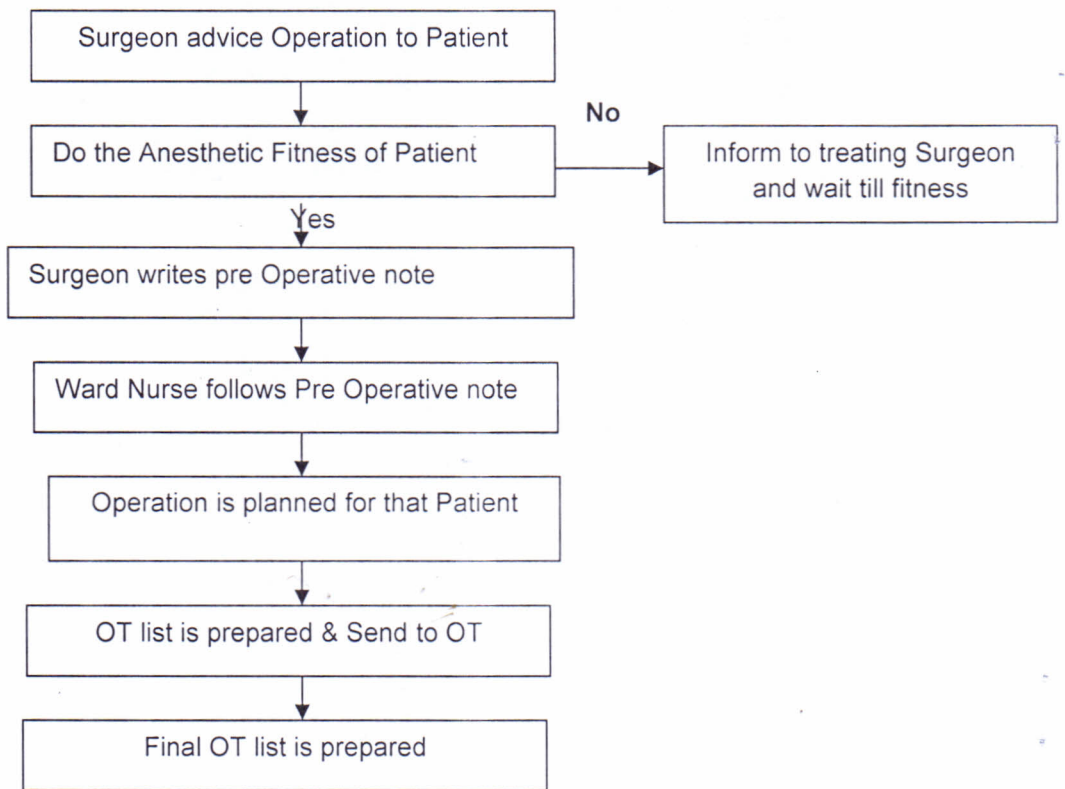 Surgeon advice Operation to Patient
No
Do the Anesthetic Fitness of Patient
Inform to treating Surgeon
and wait till fitness
Yes
Surgeon writes pre Operative note
Ward Nurse follows Pre Operative note
Operation is planned for that Patient
OT list is prepared & Send to OT
Final OT list is prepared